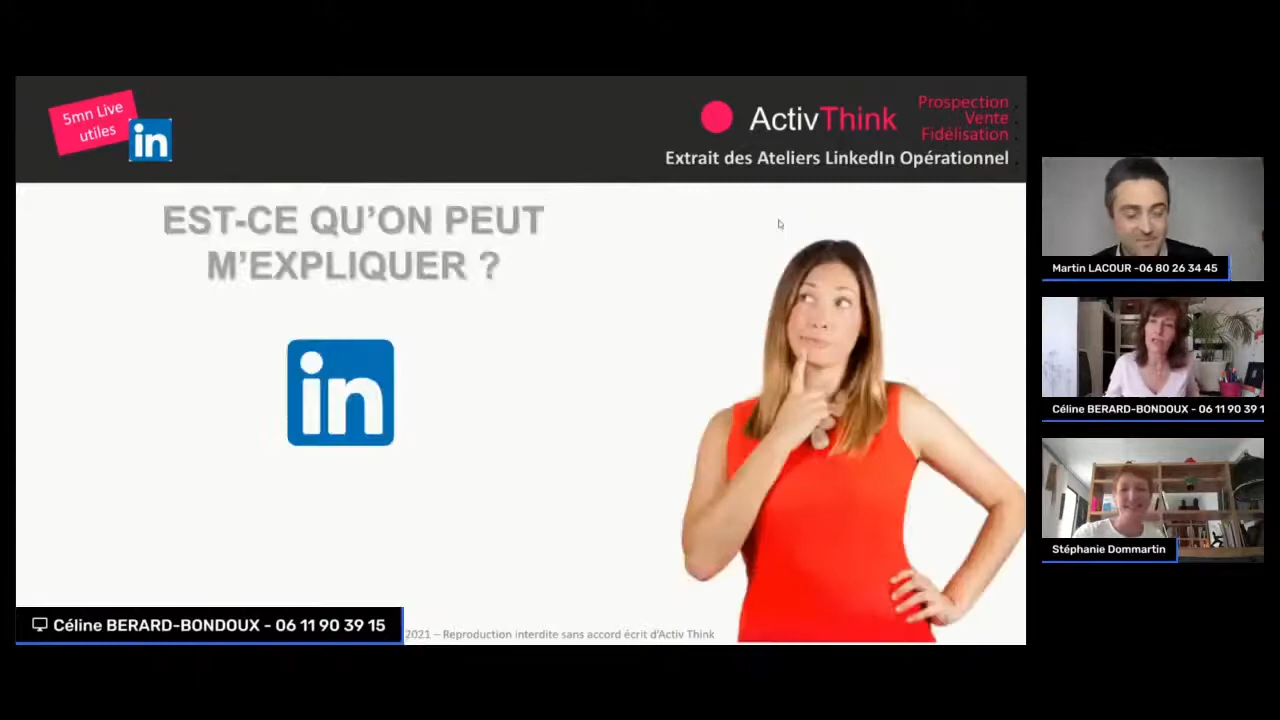 5mn Live
utiles
in
ActivThink
Prospection
Vente
Fidélisation
Extrait des Ateliers LinkedIn Opérationnel
EST-CE QU’ON PEUT
M’EXPLIQUER ?
in
Céline BERARD-BONDOUX - 06 11 90 39 15
2021 – Reproduction interdite sans accord écrit d’Activ Think
Martin LACOUR -06 80 26 34 45
Céline BERARD-BONDOUX - 06 11 90 39 1
Stéphanie Dommartin